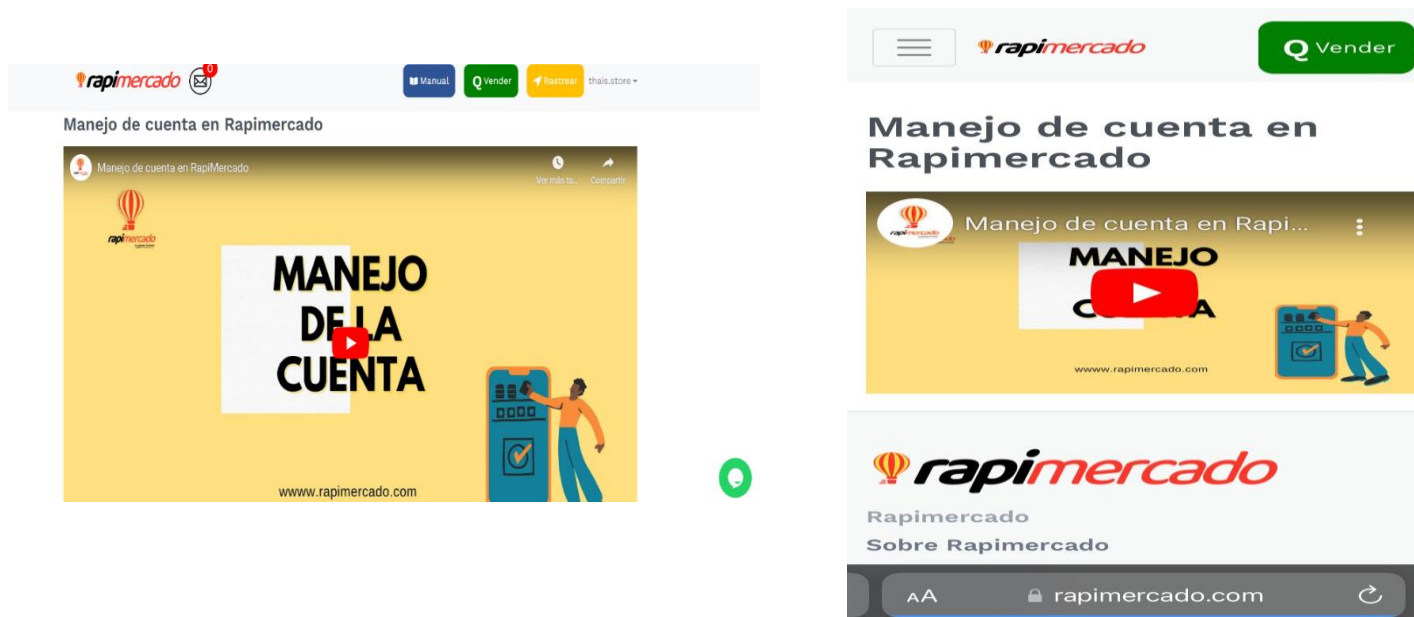 rapimercado
0
Manual
Q Vender
Rastrear
thais.store
Manejo de cuenta en Rapimercado
Manejo de cuenta en RapiMercado
Ver más ta...
Compartir
rapimercado
MANEJO
DE LA
CUENTA
wwww.rapimercado.com
rapimercado
Q Vender
Manejo de cuenta en
Rapimercado
rapimercado
Manejo de cuenta en Rapi...
MANEJO
wwww.rapimercado.com
rapimercado
Rapimercado
Sobre Rapimercado
AA
rapimercado.com